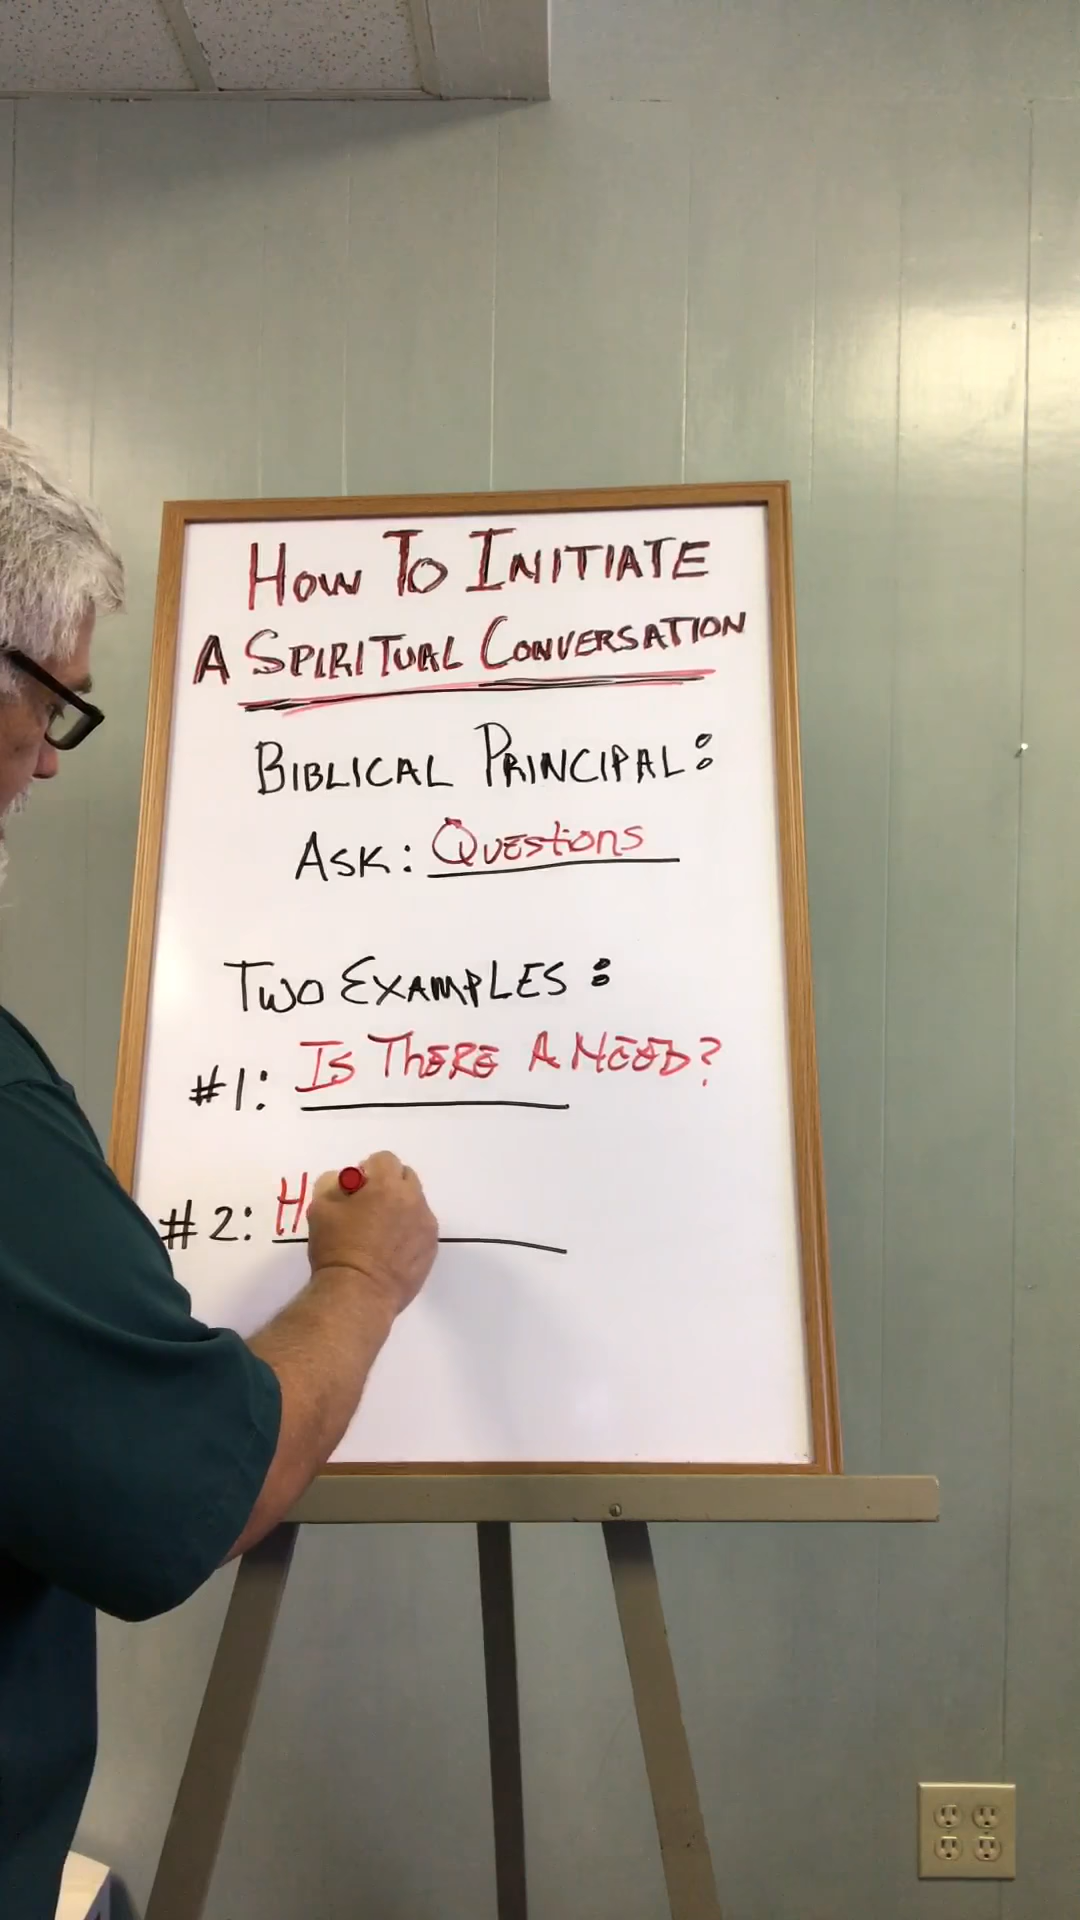 How To INITIATE
A SPIRITUAL CONVERSATION
BIBLICAL PRINCIPAL:
ASK: QUEStionS
TWO EXAMPLES:
#1: IS ThERE A NEED?
#2: